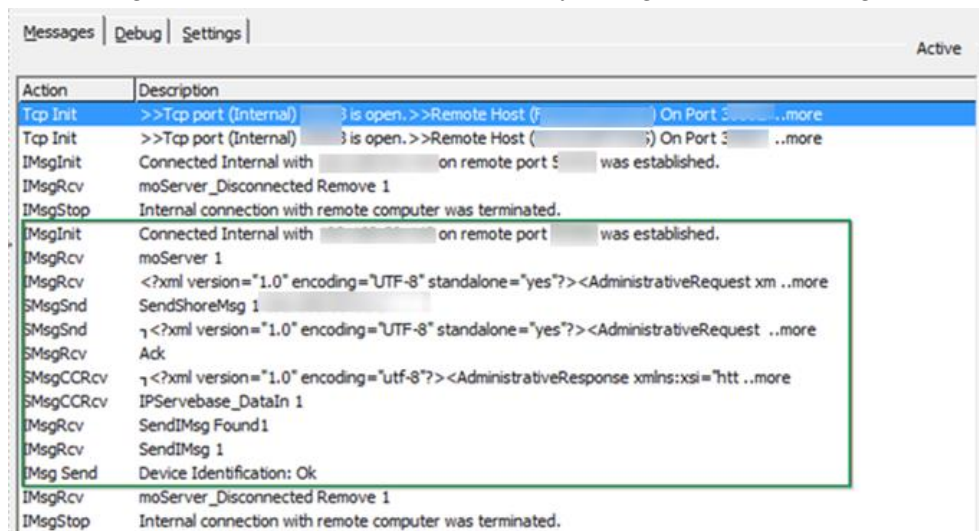 Messages Debug Settings
Active
Action Description
Tcp Init >>Tcp port (Internal) is open.>>Remote Host ( ) On Port ..more
Tcp Init >>Tcp port (Internal) is open.>>Remote Host ( ) On Port ..more
IMsgInit Connected Internal with on remote port was established.
IMsgRcv moServer_Disconnected Remove 1
IMsgStop Internal connection with remote computer was terminated.
IMsgInit Connected Internal with on remote port was established.
IMsgRcv moServer 1
IMsgRcv <?xml version="1.0" encoding="UTF-8" standalone="yes"?><AdministrativeRequest xm ..more
SMsgSnd SendShoreMsg 1
SMsgSnd ┐<?xml version="1.0" encoding="UTF-8" standalone="yes"?><AdministrativeRequest ..more
SMsgRcv Ack
SMsgCCRcv ┐<?xml version="1.0" encoding="utf-8"?><AdministrativeResponse xmlns:xsi="htt ..more
SMsgCCRcv IPServebase_DataIn 1
IMsgRcv SendIMsg Found1
IMsgRcv SendIMsg 1
IMsg Send Device Identification: Ok
IMsgRcv moServer_Disconnected Remove 1
IMsgStop Internal connection with remote computer was terminated.